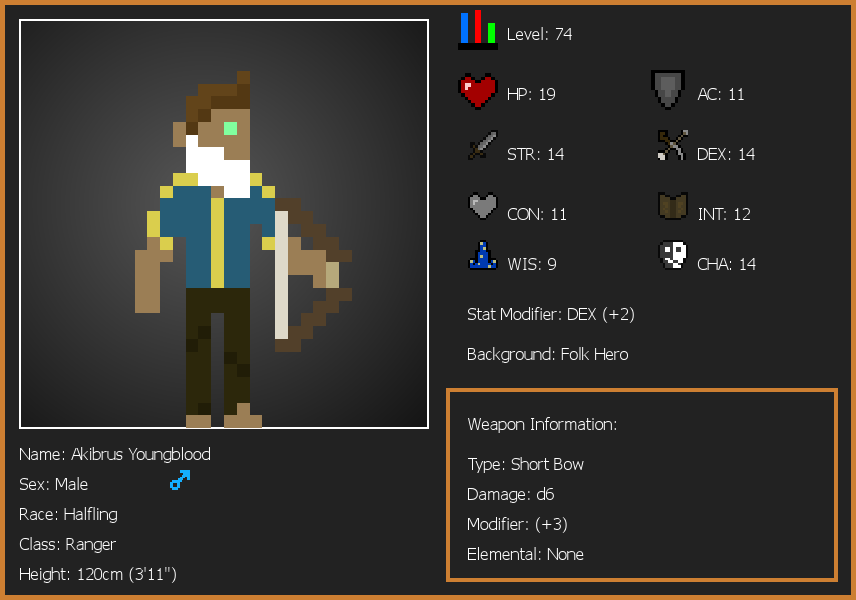 Level: 74
HP: 19
AC: 11
STR: 14
DEX: 14
CON: 11
INT: 12
WIS: 9
CHA: 14
Stat Modifier: DEX (+2)
Background: Folk Hero
Weapon Information:
Type: Short Bow
Damage: d6
Modifier: (+3)
Elemental: None
Name: Akibrus Youngblood
Sex: Male
Race: Halfling
Class: Ranger
Height: 120cm (3'11")